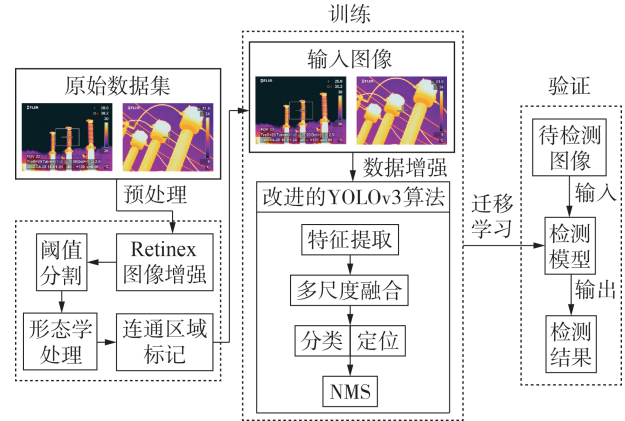 训练
原始数据集
输入图像
验证
预处理
数据增强
待检测
图像
改进的YOLOv3算法
迁移
学习
输入
特征提取
阈值
分割
Retinex
图像增强
检测
模型
多尺度融合
输出
形态学
处理
连通区域
标记
分类
定位
检测
结果
NMS